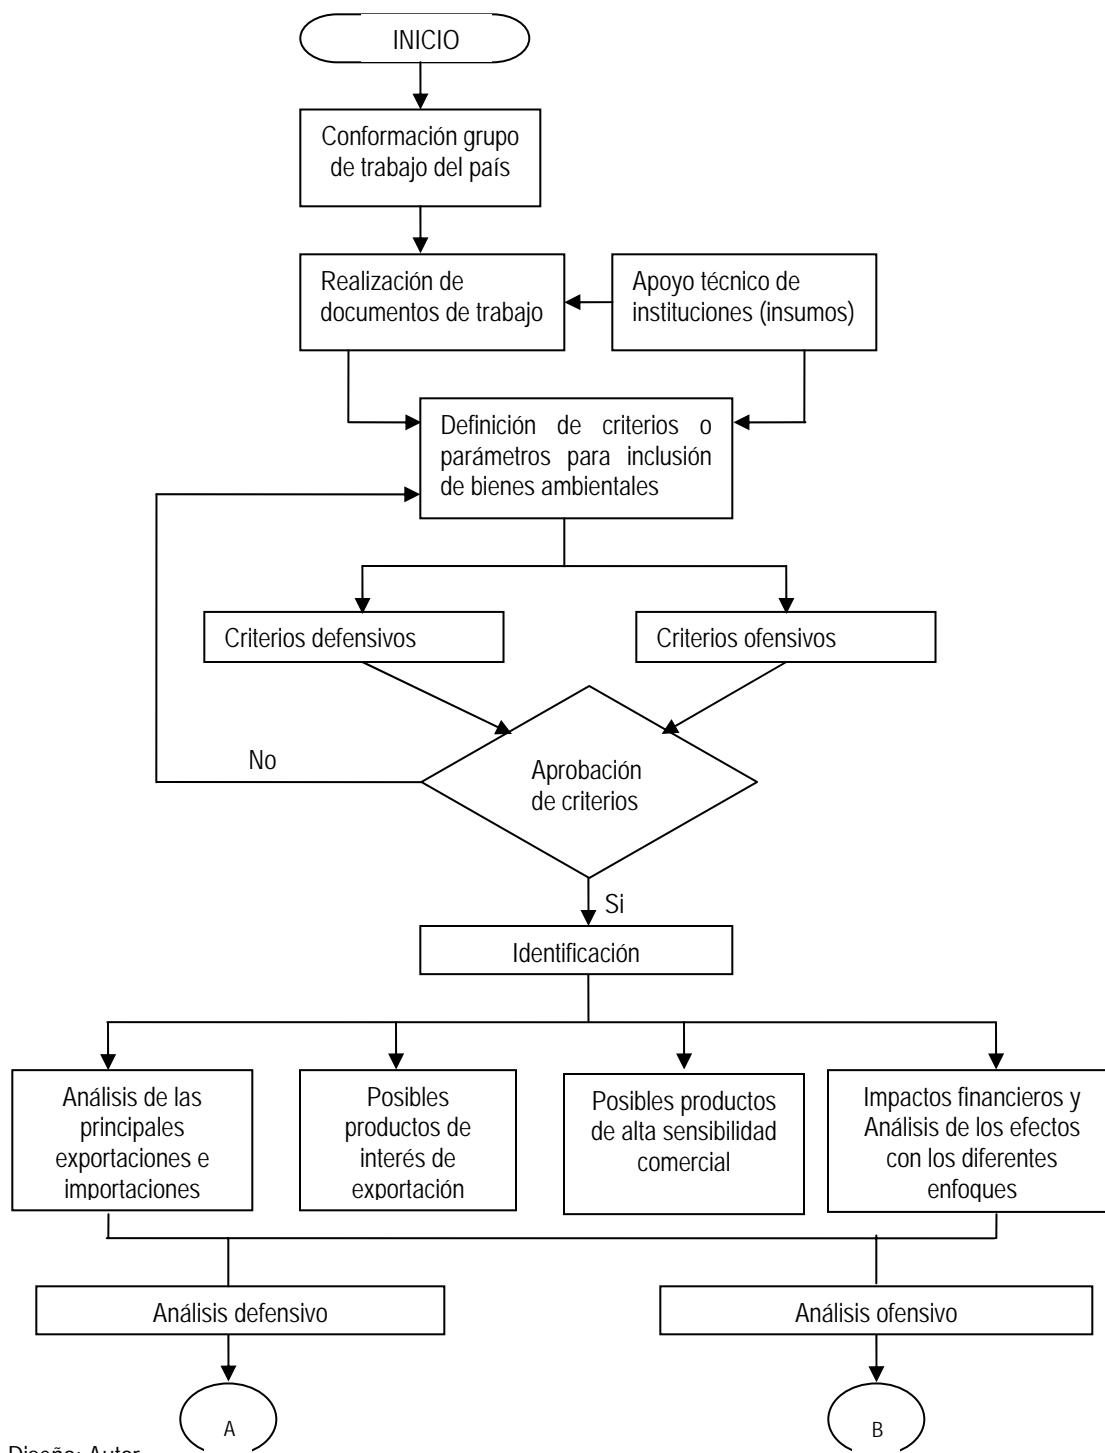 INICIO
Conformación grupo
de trabajo del país
Realización de
documentos de trabajo
Apoyo técnico de
instituciones (insumos)
Definición de criterios o
parámetros para inclusión
de bienes ambientales
Criterios defensivos
Criterios ofensivos
No
Aprobación
de criterios
Si
Identificación
Análisis de las
principales
exportaciones e
importaciones
Posibles
productos de
interés de
exportación
Posibles productos
de alta sensibilidad
comercial
Impactos financieros y
Análisis de los efectos
con los diferentes
enfoques
Análisis defensivo
Análisis ofensivo
A
B
Diseño: Autor